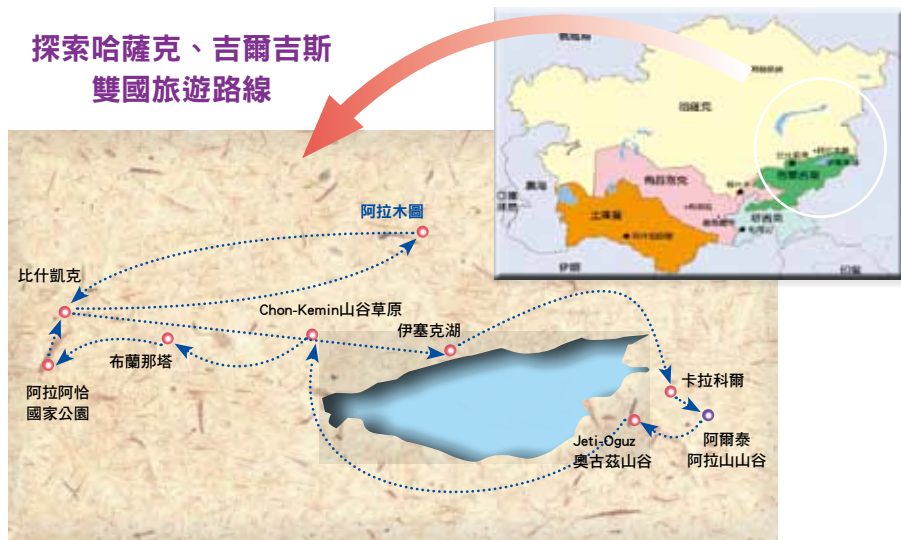 探索哈薩克、吉爾吉斯
雙國旅遊路線
阿拉木圖
比什凱克
Chon-Kemin山谷草原
伊塞克湖
布蘭那塔
阿拉阿恰
國家公園
卡拉科爾
Jeti-Oguz
奧古茲山谷
阿爾泰
阿拉山山谷
哈薩克
烏茲別克
吉爾吉斯
土庫曼
塔吉克
裏海
伊朗
印度